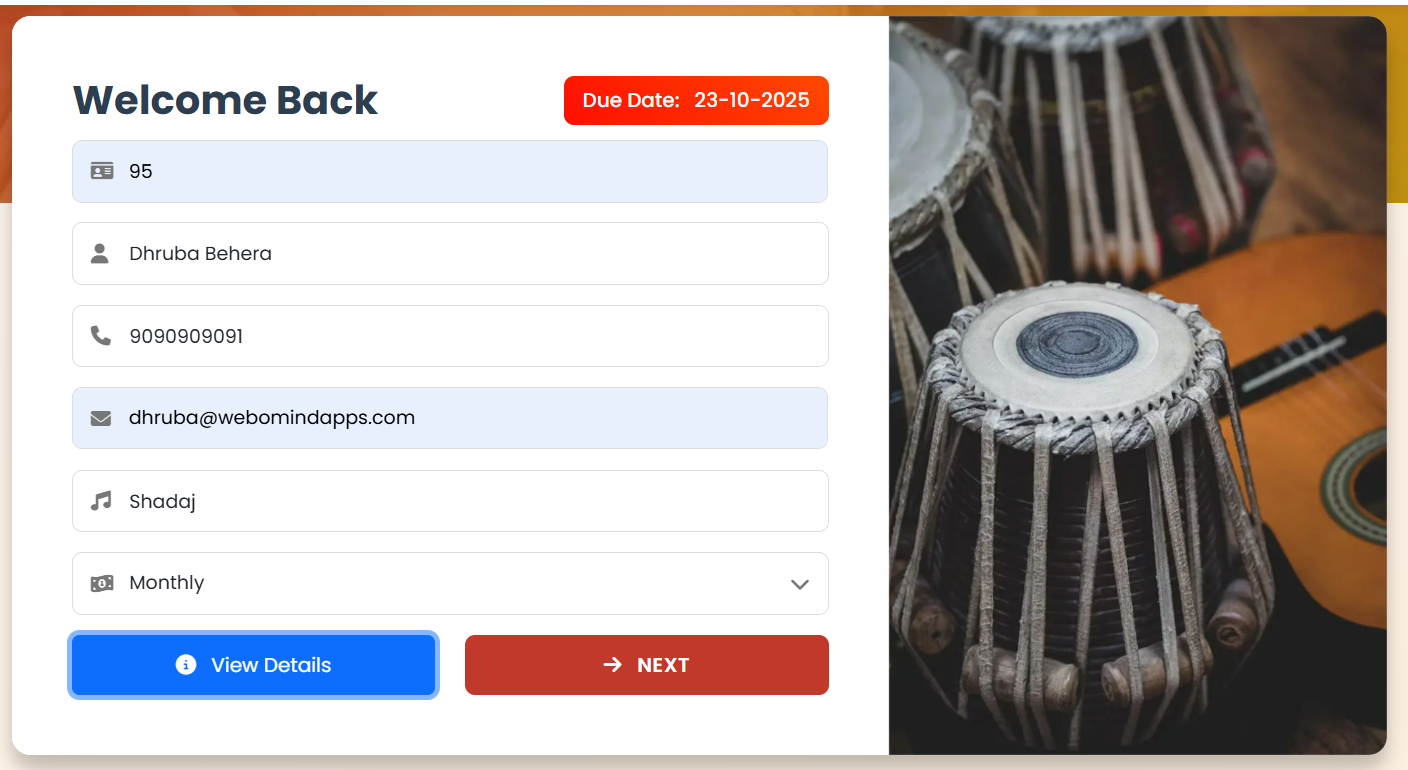 Welcome Back
Due Date: 23-10-2025
95
Dhruba Behera
9090909091
dhruba@webomindapps.com
Shadaj
Monthly
View Details
NEXT